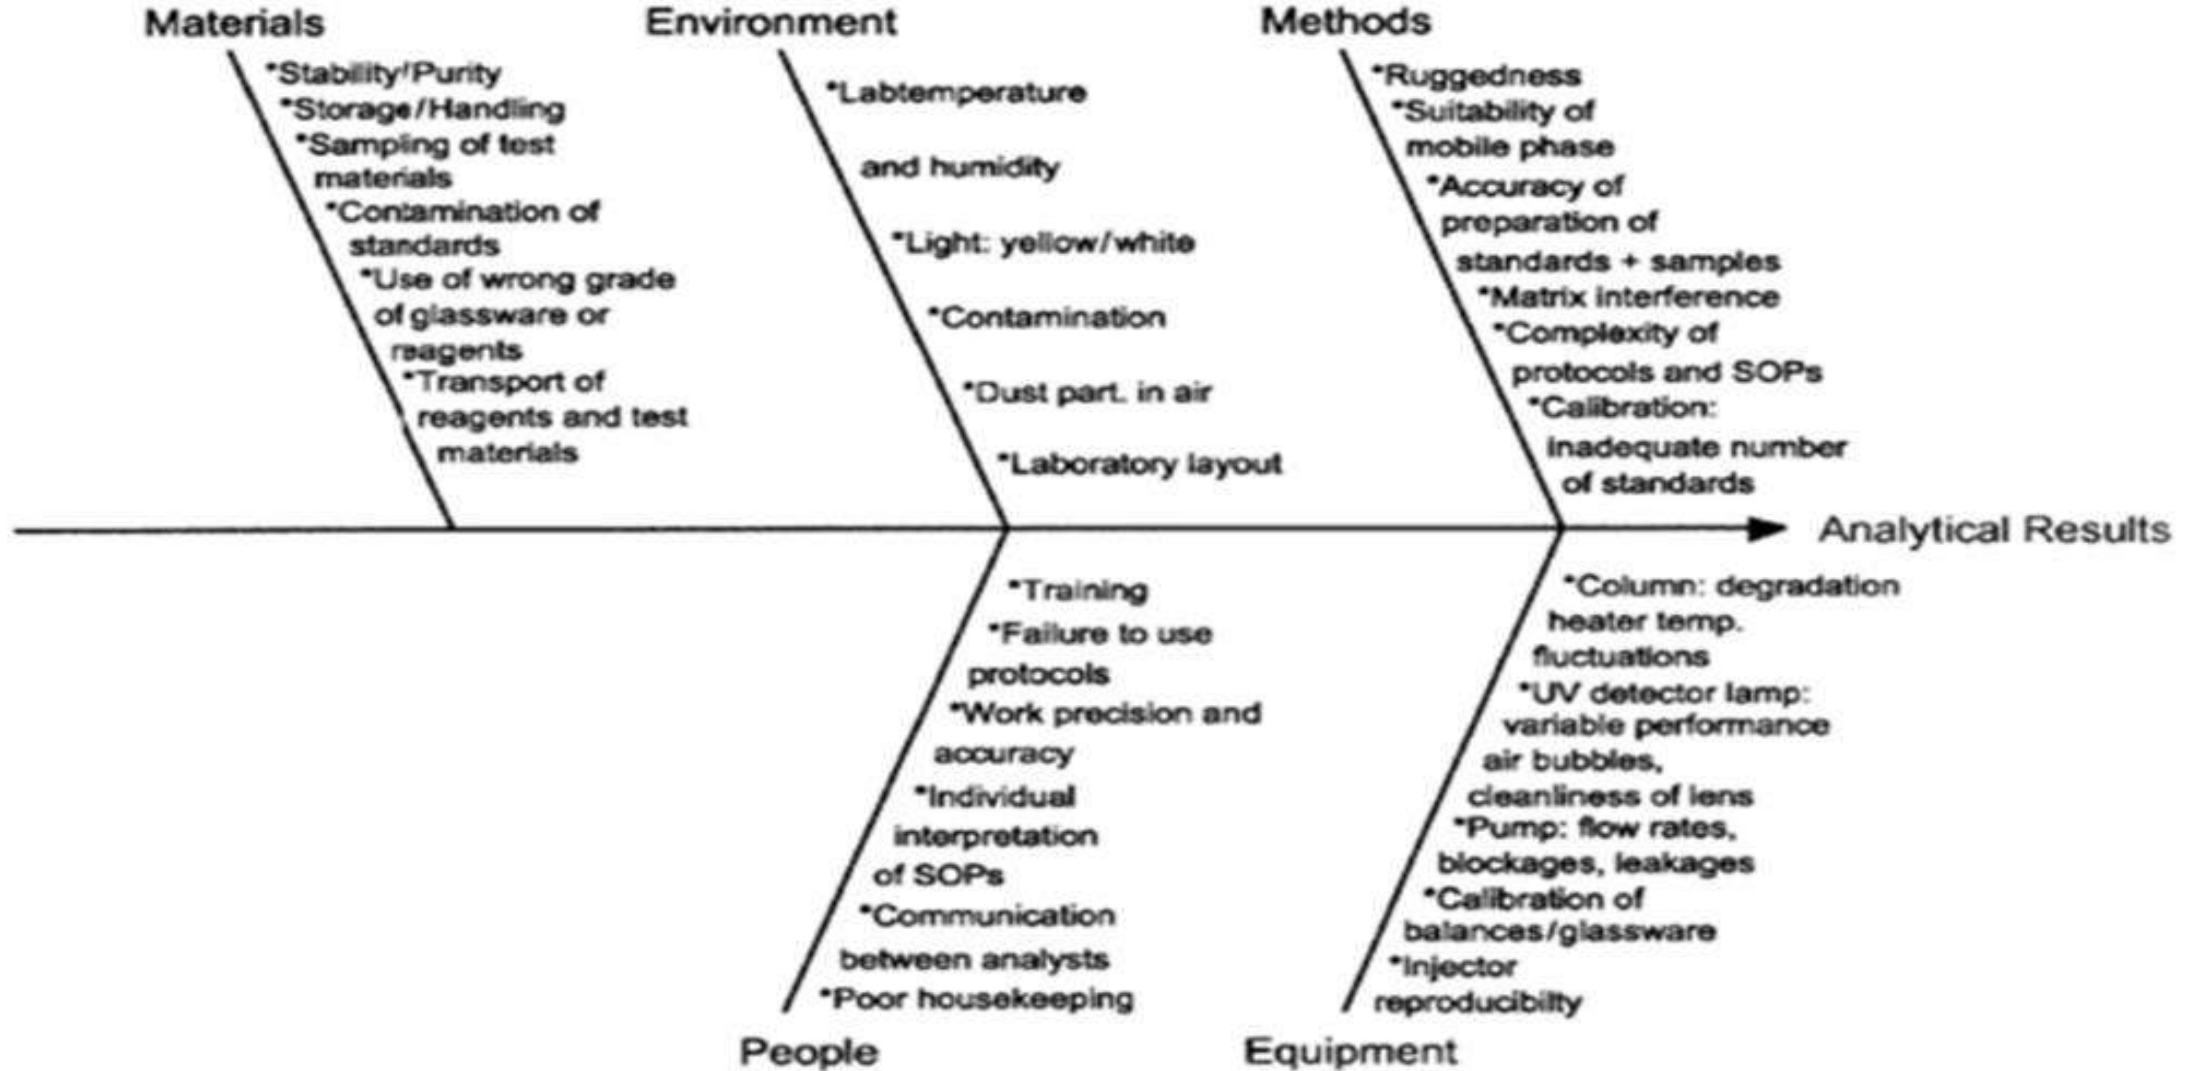 Materials
*Stability/Purity
*Storage/Handling
*Sampling of test
materials
*Contamination of
standards
*Use of wrong grade
of glassware or
reagents
*Transport of
reagents and test
materials
Environment
*Labtemperature
and humidity
*Light: yellow/white
*Contamination
*Dust part. in air
*Laboratory layout
Methods
*Ruggedness
*Suitability of
mobile phase
*Accuracy of
preparation of
standards + samples
*Matrix interference
*Complexity of
protocols and SOPs
*Calibration:
inadequate number
of standards
Analytical Results
*Training
*Failure to use
protocols
*Work precision and
accuracy
*Individual
interpretation
of SOPs
*Communication
between analysts
*Poor housekeeping
People
*Column: degradation
heater temp.
fluctuations
*UV detector lamp:
variable performance
air bubbles,
cleanliness of lens
*Pump: flow rates,
blockages, leakages
*Calibration of
balances/glassware
*Injector
reproducibilty
Equipment